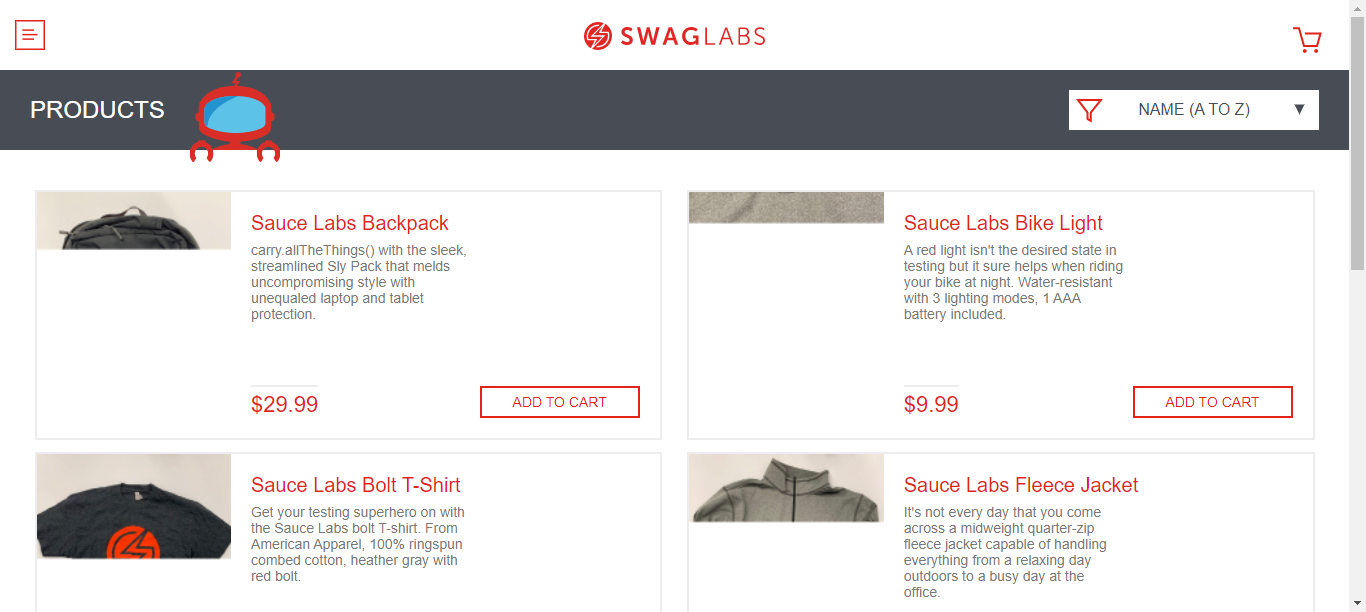 SWAGLABS
PRODUCTS
NAME (A TO Z)
Sauce Labs Backpack
carry.allTheThings() with the sleek,
streamlined Sly Pack that melds
uncompromising style with
unequaled laptop and tablet
protection.
$29.99
ADD TO CART
Sauce Labs Bike Light
A red light isn't the desired state in
testing but it sure helps when riding
your bike at night. Water-resistant
with 3 lighting modes, 1 AAA
battery included.
$9.99
ADD TO CART
Sauce Labs Bolt T-Shirt
Get your testing superhero on with
the Sauce Labs bolt T-shirt. From
American Apparel, 100% ringspun
combed cotton, heather gray with
red bolt.
Sauce Labs Fleece Jacket
It's not every day that you come
across a midweight quarter-zip
fleece jacket capable of handling
everything from a relaxing day
outdoors to a busy day at the
office.